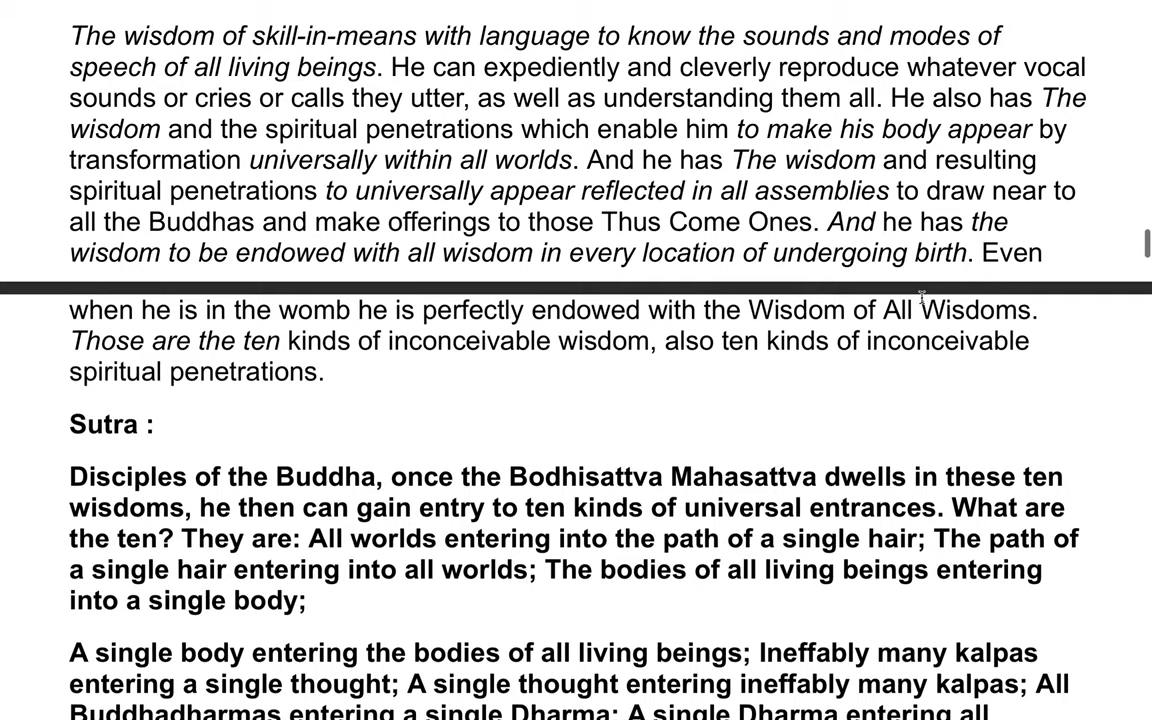 The wisdom of skill-in-means with language to know the sounds and modes of
speech of all living beings. He can expediently and cleverly reproduce whatever vocal
sounds or cries or calls they utter, as well as understanding them all. He also has The
wisdom and the spiritual penetrations which enable him to make his body appear by
transformation universally within all worlds. And he has The wisdom and resulting
spiritual penetrations to universally appear reflected in all assemblies to draw near to
all the Buddhas and make offerings to those Thus Come Ones. And he has the
wisdom to be endowed with all wisdom in every location of undergoing birth. Even
when he is in the womb he is perfectly endowed with the Wisdom of All Wisdoms.
Those are the ten kinds of inconceivable wisdom, also ten kinds of inconceivable
spiritual penetrations.
Sutra :
Disciples of the Buddha, once the Bodhisattva Mahasattva dwells in these ten
wisdoms, he then can gain entry to ten kinds of universal entrances. What are
the ten? They are: All worlds entering into the path of a single hair; The path of
a single hair entering into all worlds; The bodies of all living beings entering
into a single body;
A single body entering the bodies of all living beings; Ineffably many kalpas
entering a single thought; A single thought entering ineffably many kalpas; All
Buddhadharmas entering a single Dharma; A single Dharma entering all